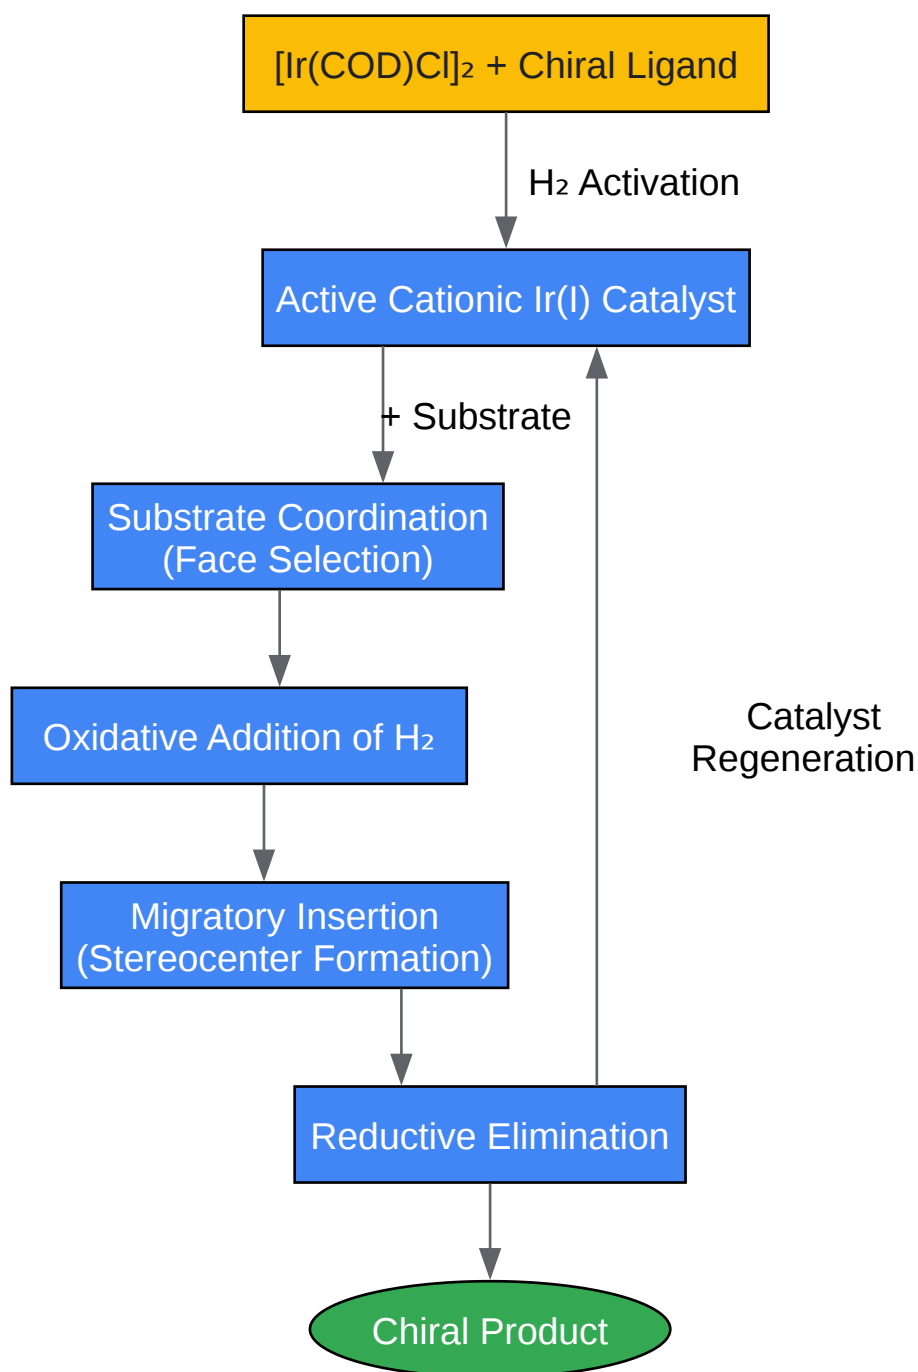 [Ir(COD)Cl]₂ + Chiral Ligand
H₂ Activation
Active Cationic Ir(I) Catalyst
+ Substrate
Substrate Coordination
(Face Selection)
Oxidative Addition of H₂
Catalyst
Regeneration
Migratory Insertion
(Stereocenter Formation)
Reductive Elimination
Chiral Product